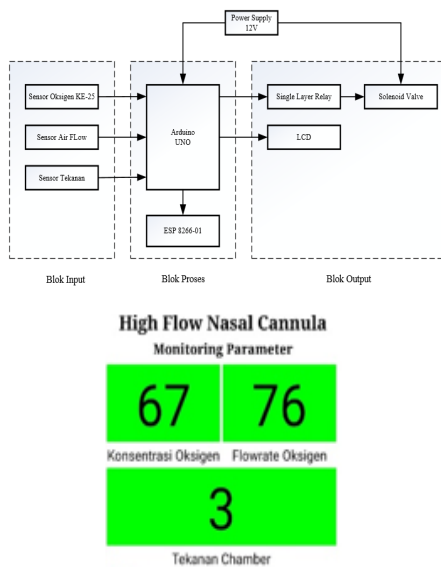 Power Supply
12V
Sensor Oksigen KE-25
Sensor Air FLow
Sensor Tekanan
Arduino
UNO
ESP 8266-01
Single Layer Relay
Solenoid Valve
LCD
Blok Input
Blok Proses
Blok Output
High Flow Nasal Cannula
Monitoring Parameter
67
76
Konsentrasi Oksigen
Flowrate Oksigen
3
Tekanan Chamber